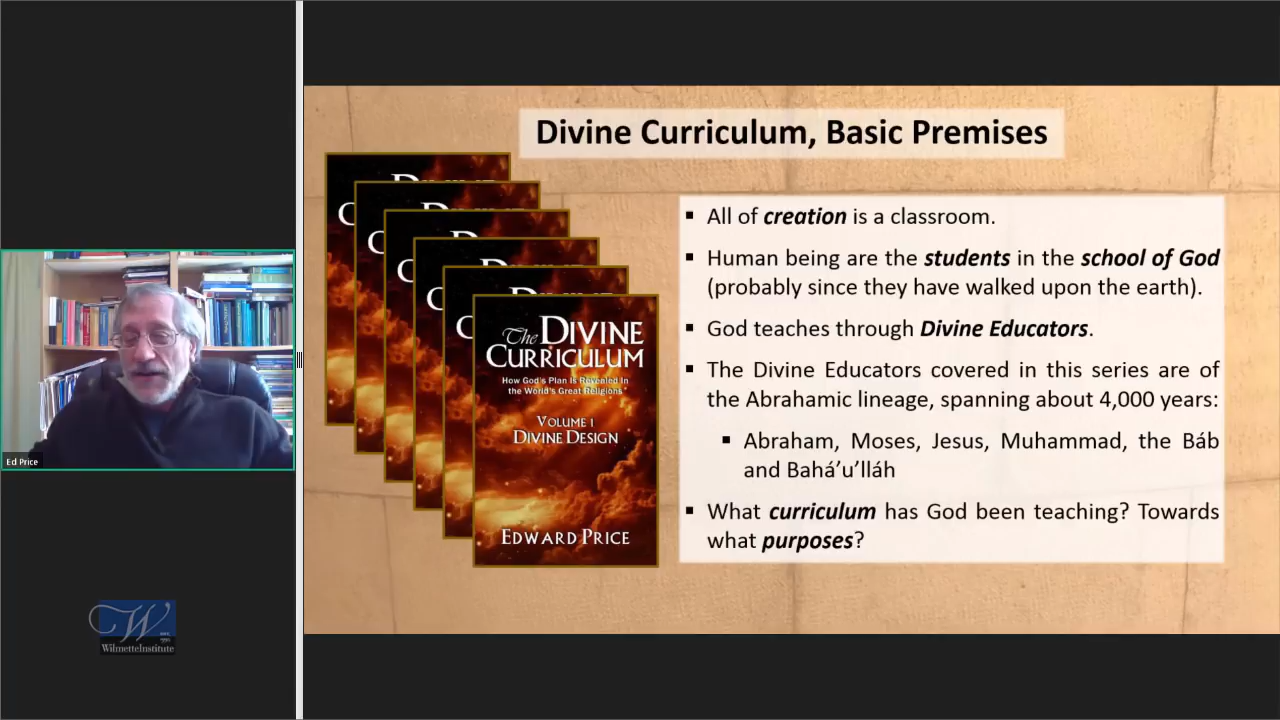 Divine Curriculum, Basic Premises
All of creation is a classroom.
Human being are the students in the school of God
(probably since they have walked upon the earth).
God teaches through Divine Educators.
The Divine Educators covered in this series are of
the Abrahamic lineage, spanning about 4,000 years:
Abraham, Moses, Jesus, Muhammad, the Báb
and Bahá’u’lláh
What curriculum has God been teaching? Towards
what purposes?
The DIVINE
CURRICULUM
How God's Plan Is Revealed In
the World's Great Religions
VOLUME 1
DIVINE DESIGN
EDWARD PRICE
Ed Price
W
WilmetteInstitute